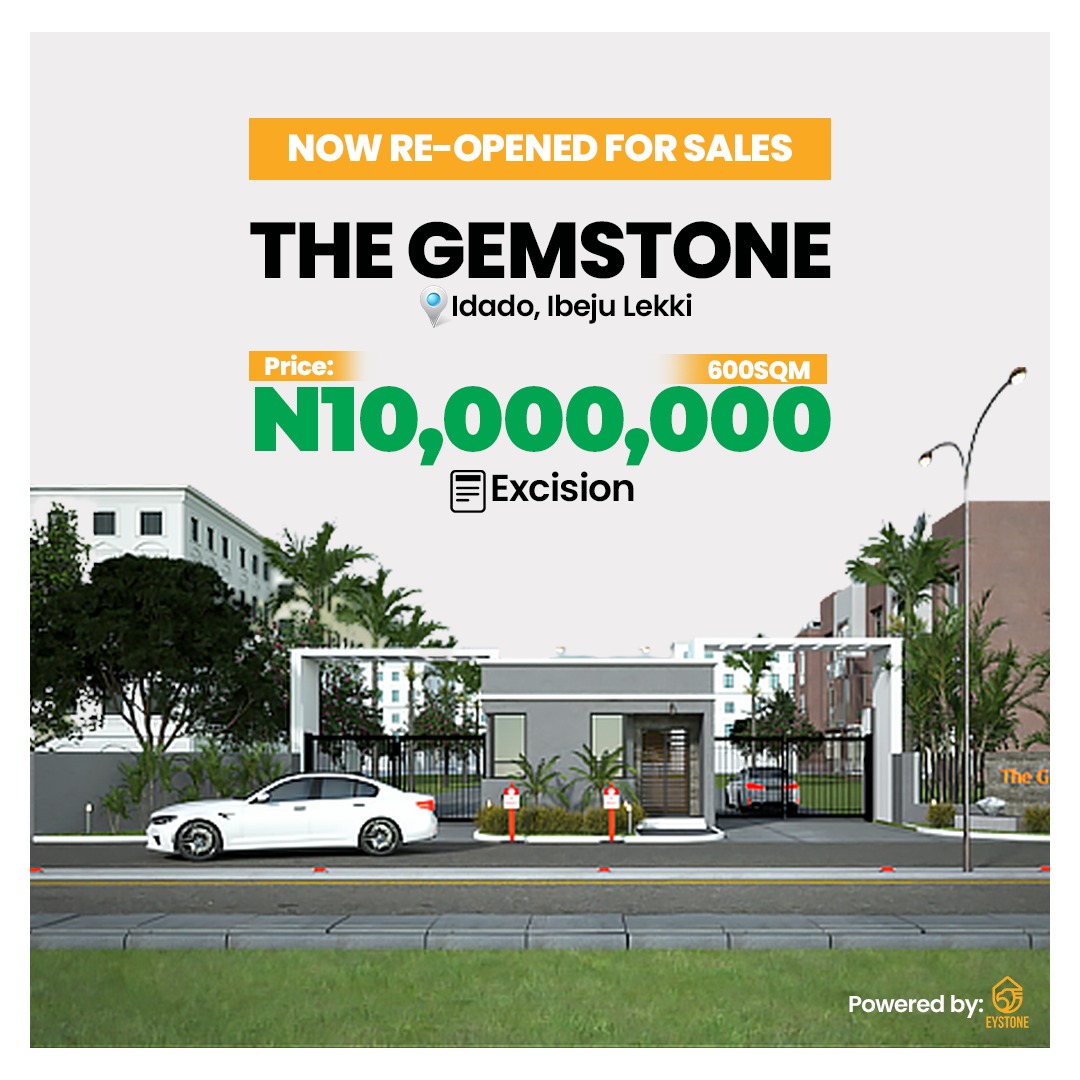 NOW RE-OPENED FOR SALES
THE GEMSTONE
Idado, Ibeju Lekki
Price:
600SQM
N10,000,000
Excision
The G
Powered by:
EYSTONE